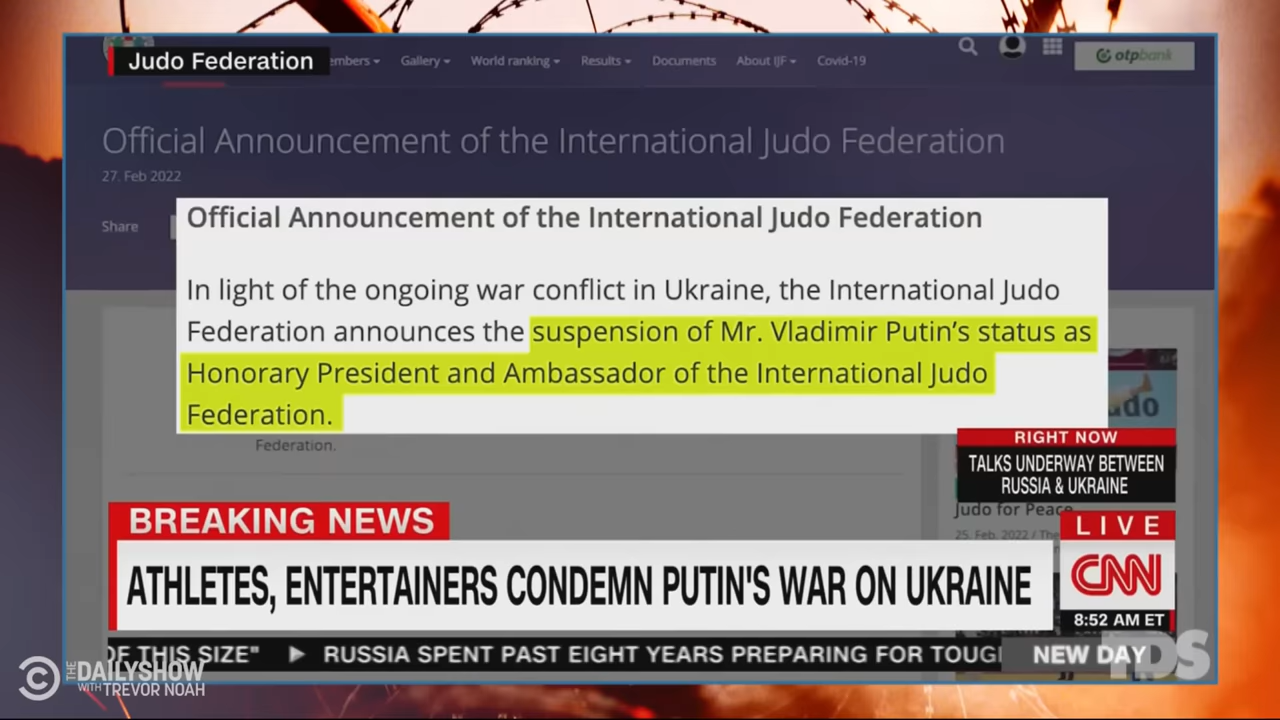 Judo Federation
Gallery
World ranking
Results
Documents
About IJF
Covid-19
otpbank
Official Announcement of the International Judo Federation
27. Feb 2022
Share
Official Announcement of the International Judo Federation
In light of the ongoing war conflict in Ukraine, the International Judo
Federation announces the suspension of Mr. Vladimir Putin's status as
Honorary President and Ambassador of the International Judo
Federation.
Federation.
RIGHT NOW
TALKS UNDERWAY BETWEEN
RUSSIA & UKRAINE
Judo for Peace
25. Feb. 2022 / The
BREAKING NEWS
LIVE
CNN
ATHLETES, ENTERTAINERS CONDEMN PUTIN'S WAR ON UKRAINE
8:52 AM ET
OF THIS SIZE" ▶ RUSSIA SPENT PAST EIGHT YEARS PREPARING FOR
NEW DAY
TDS
THE
DAILYSHOW
WITH TREVOR NOAH